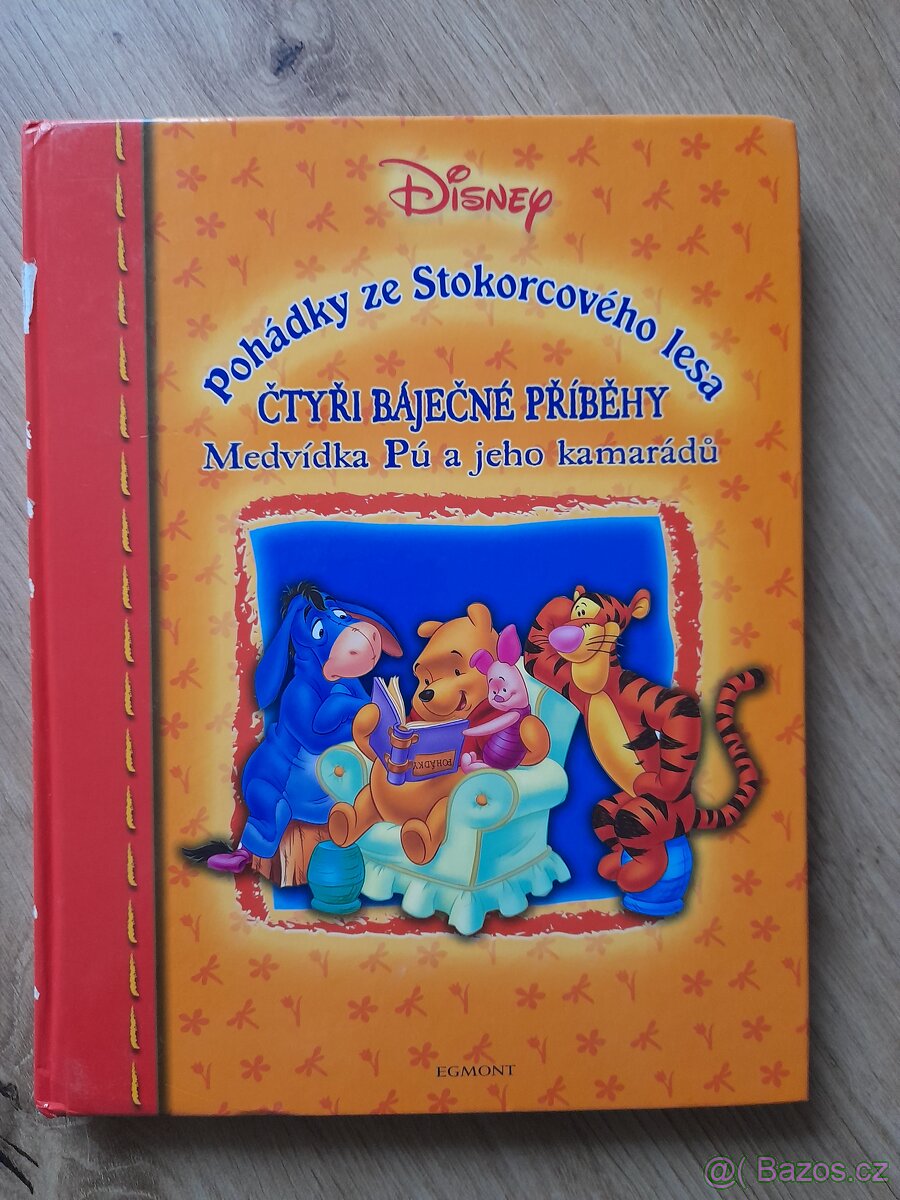 Disney
Pohádky ze Stokorcového lesa
ČTYŘI BÁJEČNÉ PŘÍBĚHY
Medvídka Pú a jeho kamarádů
POHÁDKY
EGMONT
@( Bazos.cz